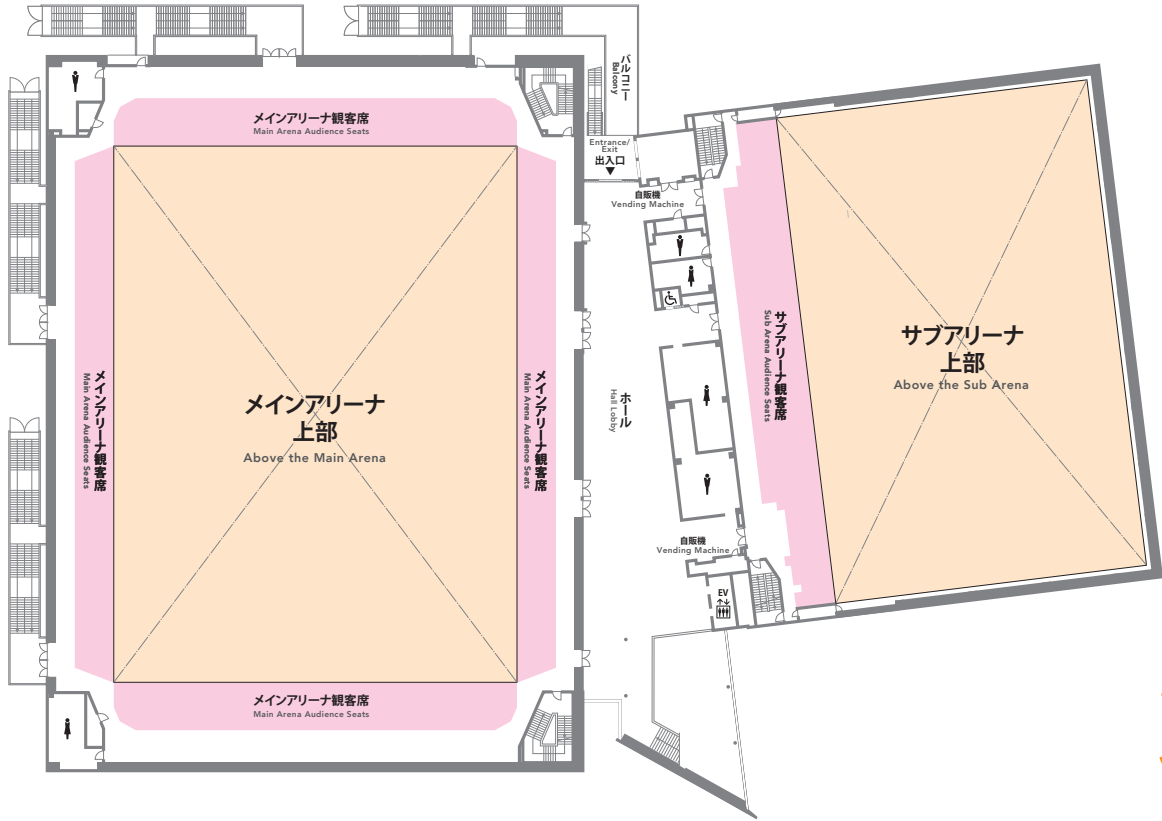 バルコニー
Balcony
メインアリーナ観客席
Main Arena Audience Seats
Entrance/
Exit
出入口
自販機
Vending Machine
メインアリーナ観客席
Main Arena Audience Seats
メインアリーナ
上部
Above the Main Arena
メインアリーナ観客席
Main Arena Audience Seats
ホール
Hall Lobby
サブアリーナ観客席
Sub Arena Audience Seats
サブアリーナ
上部
Above the Sub Arena
自販機
Vending Machine
EV
メインアリーナ観客席
Main Arena Audience Seats